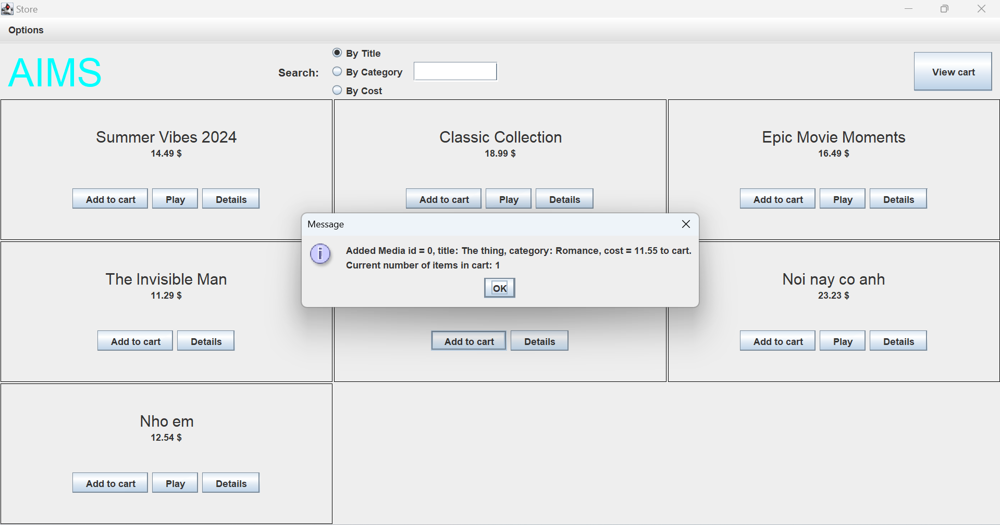 Store
Options
AIMS
Search:
By Title
By Category
By Cost
View cart
Summer Vibes 2024
14.49 $
Add to cart Play Details
Classic Collection
18.99 $
Add to cart Play Details
Epic Movie Moments
16.49 $
Add to cart Play Details
Message
Added Media id = 0, title: The thing, category: Romance, cost = 11.55 to cart.
Current number of items in cart: 1
OK
The Invisible Man
11.29 $
Add to cart Details
Add to cart Details
Noi nay co anh
23.23 $
Add to cart Play Details
Nho em
12.54 $
Add to cart Play Details